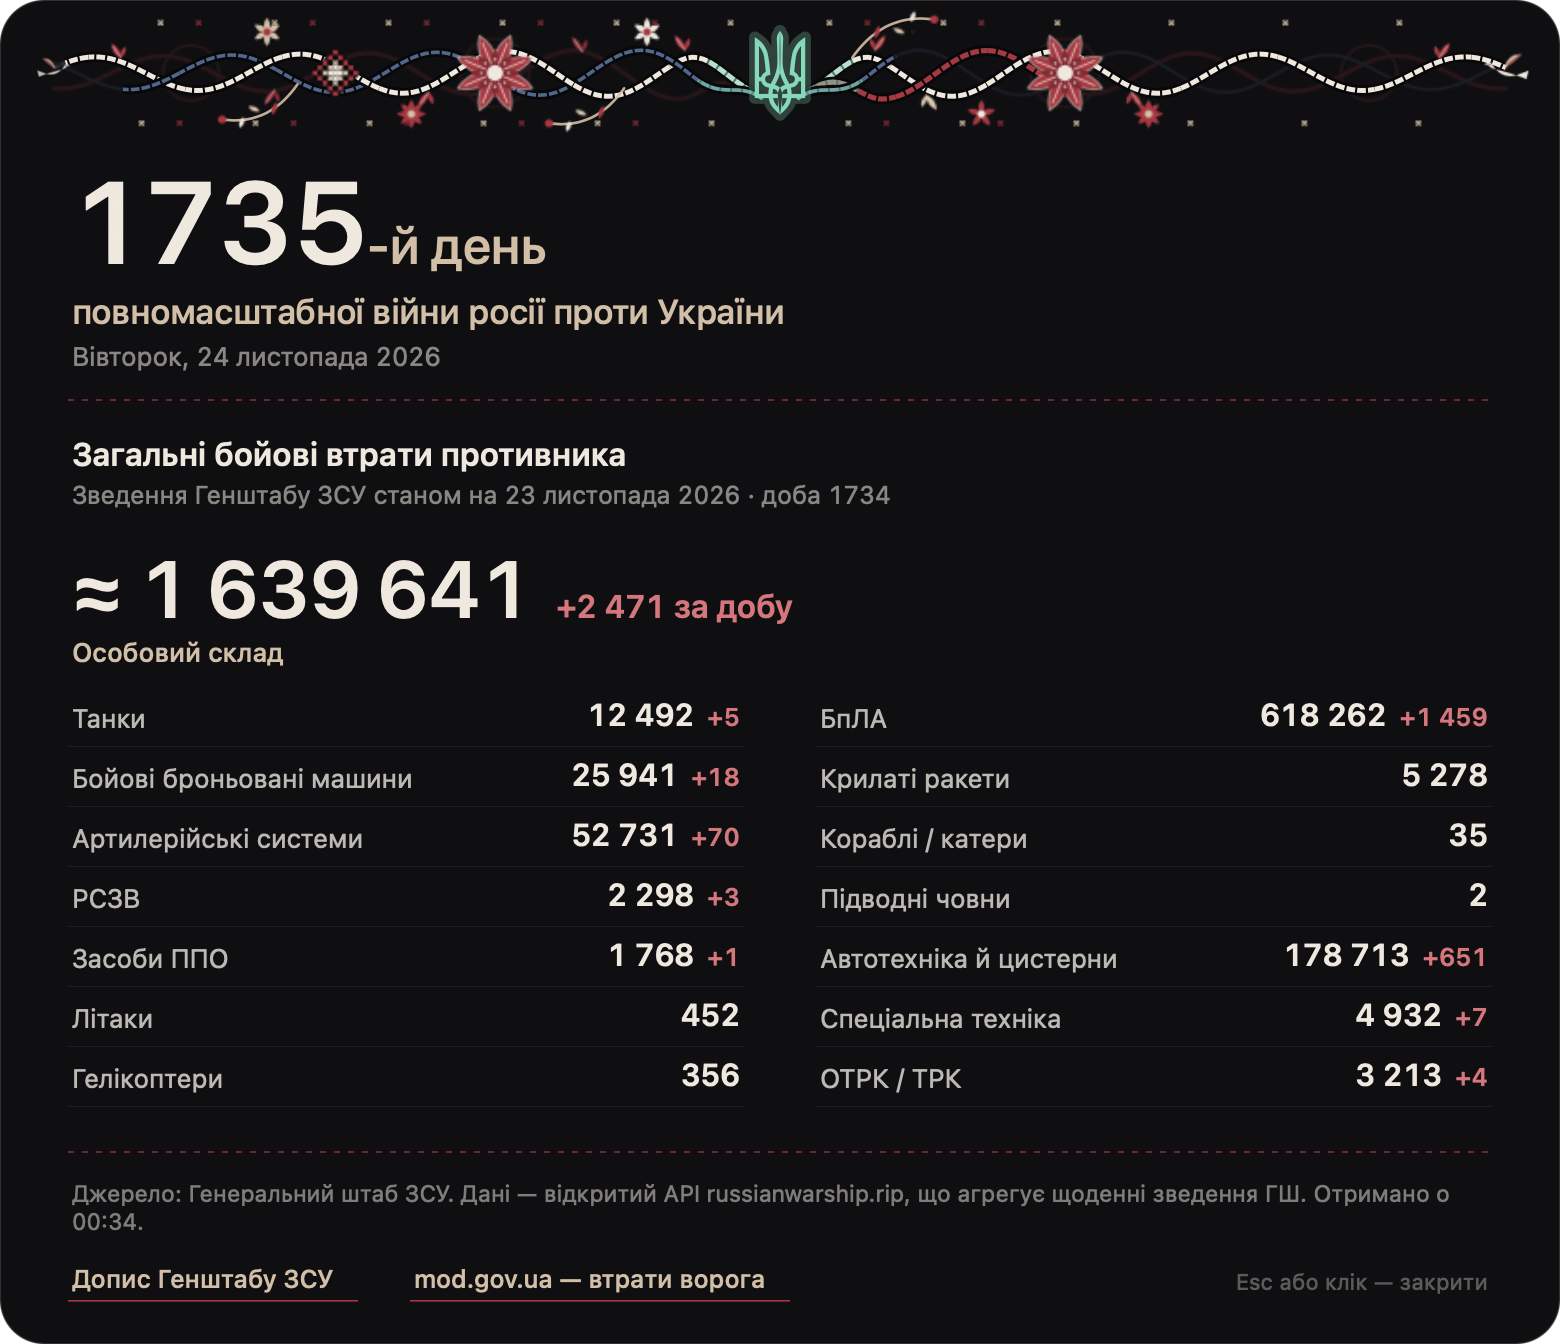 1735-й день
повномасштабної війни росії проти України
Вівторок, 24 листопада 2026
Загальні бойові втрати противника
Зведення Генштабу ЗСУ станом на 23 листопада 2026 · доба 1734
≈ 1 639 641 +2 471 за добу
Особовий склад
Танки 12 492 +5
Бойові броньовані машини 25 941 +18
Артилерійські системи 52 731 +70
РСЗВ 2 298 +3
Засоби ППО 1 768 +1
Літаки 452
Гелікоптери 356
БпЛА 618 262 +1 459
Крилаті ракети 5 278
Кораблі / катери 35
Підводні човни 2
Автотехніка й цистерни 178 713 +651
Спеціальна техніка 4 932 +7
ОТРК / ТРК 3 213 +4
Джерело: Генеральний штаб ЗСУ. Дані — відкритий API russianwarship.rip, що агрегує щоденні зведення ГШ. Отримано о
00:34.
Допис Генштабу ЗСУ mod.gov.ua — втрати ворога Esc або клік — закрити